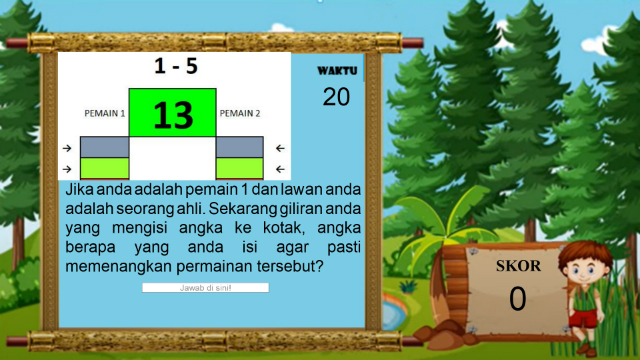 1 - 5
WAKTU
20
PEMAIN 1
13
PEMAIN 2
Jika anda adalah pemain 1 dan lawan anda
adalah seorang ahli. Sekarang giliran anda
yang mengisi angka ke kotak, angka
berapa yang anda isi agar pasti
memenangkan permainan tersebut?
Jawab di sini!
SKOR
0